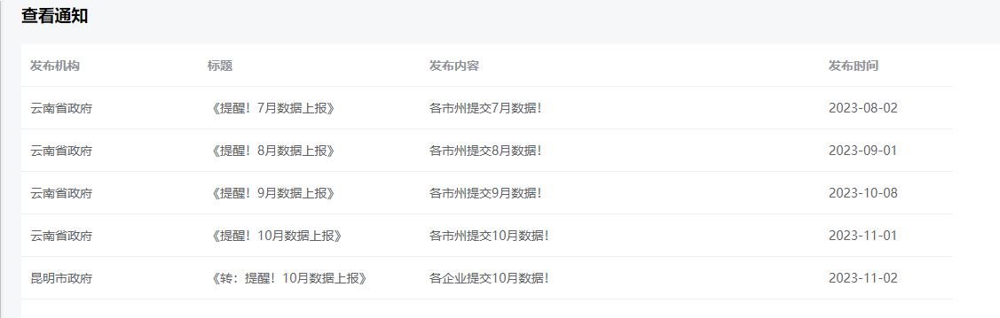 查看通知
发布机构 标题 发布内容 发布时间
云南省政府 《提醒！7月数据上报》 各市州提交7月数据！ 2023-08-02
云南省政府 《提醒！8月数据上报》 各市州提交8月数据！ 2023-09-01
云南省政府 《提醒！9月数据上报》 各市州提交9月数据！ 2023-10-08
云南省政府 《提醒！10月数据上报》 各市州提交10月数据！ 2023-11-01
昆明市政府 《转：提醒！10月数据上报》 各企业提交10月数据！ 2023-11-02